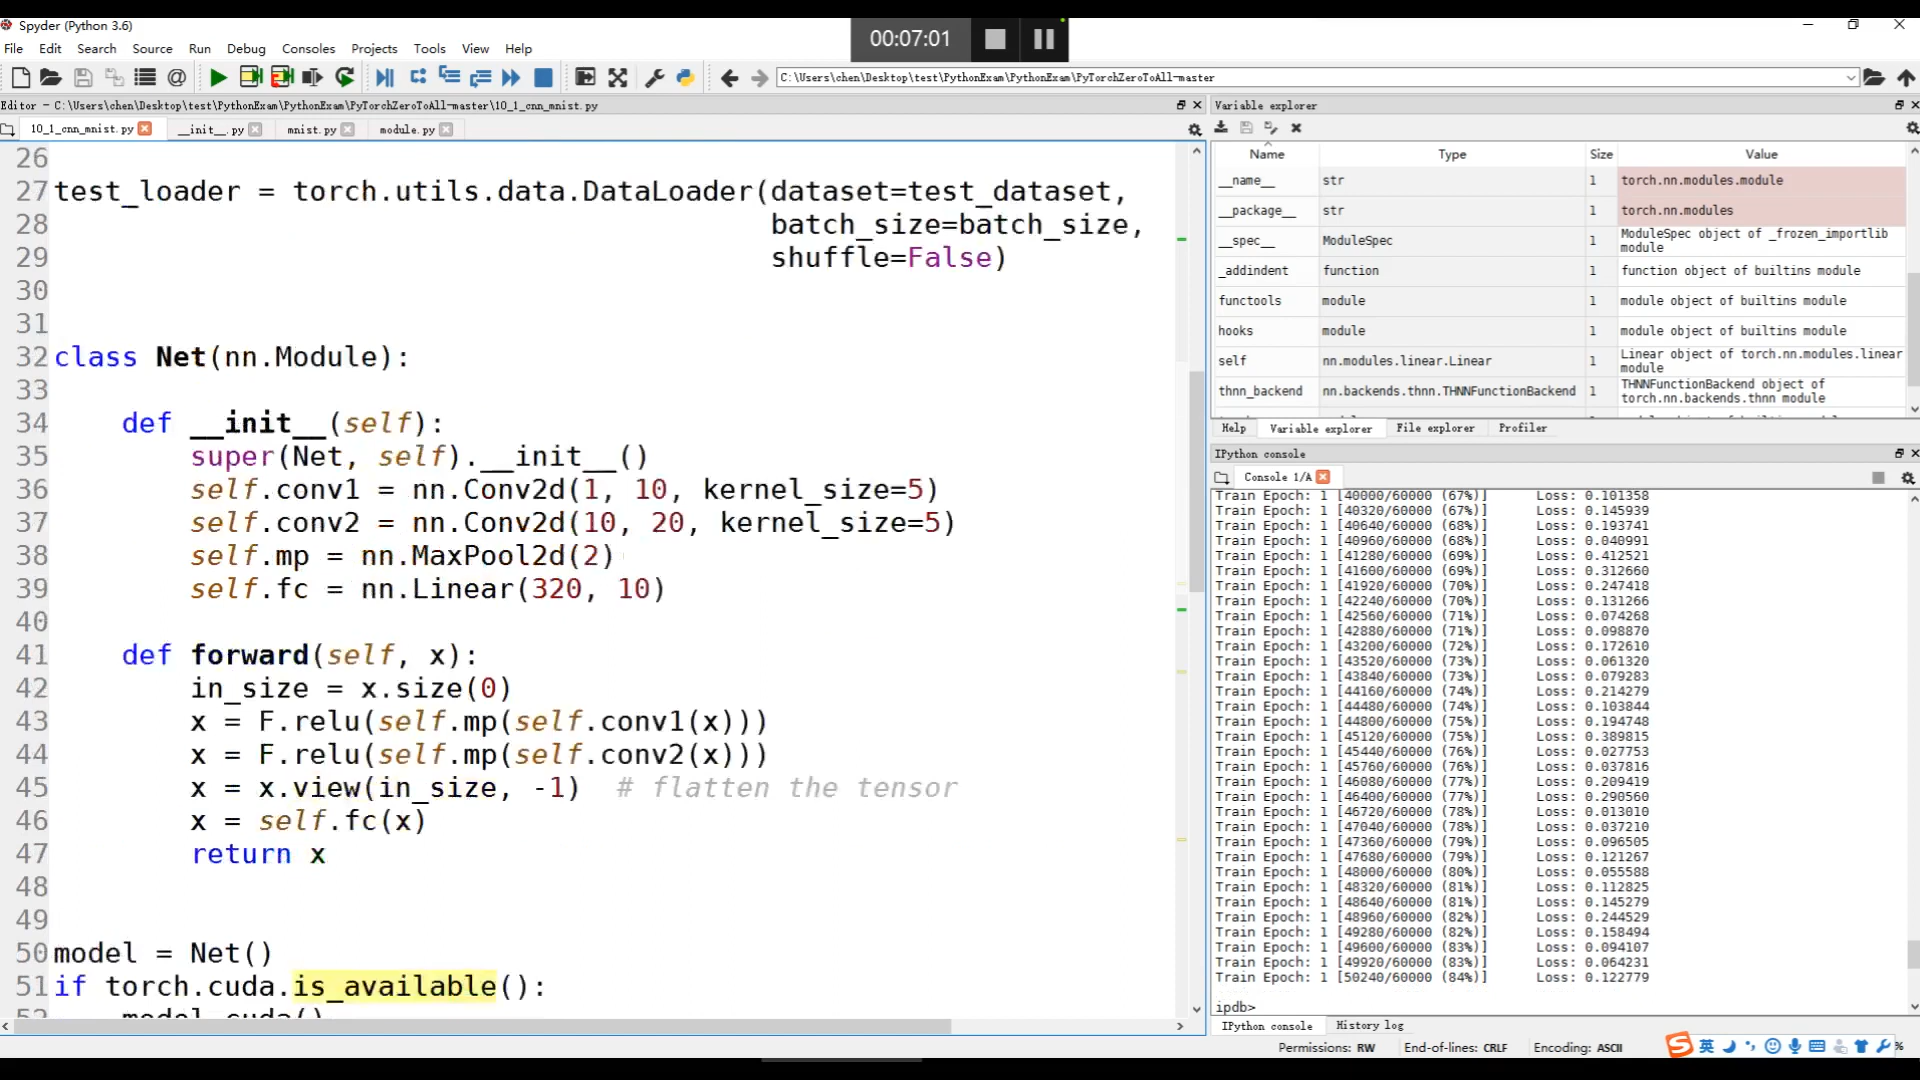 Spyder (Python 3.6)
00:07:01
File Edit Search Source Run Debug Consoles Projects Tools View Help
C:\Users\chen\Desktop\test\PythonExam\PythonExam\PyTorchZeroToAll-master
Editor - C:\Users\chen\Desktop\test\PythonExam\PythonExam\PyTorchZeroToAll-master\10_1_cnn_mnist.py
10_1_cnn_mnist.py __init__.py mnist.py module.py
26
27 test_loader = torch.utils.data.DataLoader(dataset=test_dataset,
28 batch_size=batch_size,
29 shuffle=False)
30
31
32 class Net(nn.Module):
33
34 def __init__(self):
35 super(Net, self).__init__()
36 self.conv1 = nn.Conv2d(1, 10, kernel_size=5)
37 self.conv2 = nn.Conv2d(10, 20, kernel_size=5)
38 self.mp = nn.MaxPool2d(2)
39 self.fc = nn.Linear(320, 10)
40
41 def forward(self, x):
42 in_size = x.size(0)
43 x = F.relu(self.mp(self.conv1(x)))
44 x = F.relu(self.mp(self.conv2(x)))
45 x = x.view(in_size, -1) # flatten the tensor
46 x = self.fc(x)
47 return x
48
49
50 model = Net()
51 if torch.cuda.is_available():
52 model.cuda()
Variable explorer
Name Type Size Value
__name__ str 1 torch.nn.modules.module
__package__ str 1 torch.nn.modules
__spec__ ModuleSpec 1 ModuleSpec object of _frozen_importlib
module
_addindent function 1 function object of builtins module
functools module 1 module object of builtins module
hooks module 1 module object of builtins module
self nn.modules.linear.Linear 1 Linear object of torch.nn.modules.linear
module
thnn_backend nn.backends.thnn.THNNFunctionBackend 1 THNNFunctionBackend object of
torch.nn.backends.thnn module
Help Variable explorer File explorer Profiler
IPython console
Console 1/A
Train Epoch: 1 [40000/60000 (67%)] Loss: 0.101358
Train Epoch: 1 [40320/60000 (67%)] Loss: 0.145939
Train Epoch: 1 [40640/60000 (68%)] Loss: 0.193741
Train Epoch: 1 [40960/60000 (68%)] Loss: 0.040991
Train Epoch: 1 [41280/60000 (69%)] Loss: 0.412521
Train Epoch: 1 [41600/60000 (69%)] Loss: 0.312660
Train Epoch: 1 [41920/60000 (70%)] Loss: 0.247418
Train Epoch: 1 [42240/60000 (70%)] Loss: 0.131266
Train Epoch: 1 [42560/60000 (71%)] Loss: 0.074268
Train Epoch: 1 [42880/60000 (71%)] Loss: 0.098870
Train Epoch: 1 [43200/60000 (72%)] Loss: 0.172610
Train Epoch: 1 [43520/60000 (73%)] Loss: 0.061320
Train Epoch: 1 [43840/60000 (73%)] Loss: 0.079283
Train Epoch: 1 [44160/60000 (74%)] Loss: 0.214279
Train Epoch: 1 [44480/60000 (74%)] Loss: 0.103844
Train Epoch: 1 [44800/60000 (75%)] Loss: 0.194748
Train Epoch: 1 [45120/60000 (75%)] Loss: 0.389815
Train Epoch: 1 [45440/60000 (76%)] Loss: 0.027753
Train Epoch: 1 [45760/60000 (76%)] Loss: 0.037816
Train Epoch: 1 [46080/60000 (77%)] Loss: 0.209419
Train Epoch: 1 [46400/60000 (77%)] Loss: 0.290560
Train Epoch: 1 [46720/60000 (78%)] Loss: 0.013010
Train Epoch: 1 [47040/60000 (78%)] Loss: 0.037210
Train Epoch: 1 [47360/60000 (79%)] Loss: 0.096505
Train Epoch: 1 [47680/60000 (79%)] Loss: 0.121267
Train Epoch: 1 [48000/60000 (80%)] Loss: 0.055588
Train Epoch: 1 [48320/60000 (81%)] Loss: 0.112825
Train Epoch: 1 [48640/60000 (81%)] Loss: 0.145279
Train Epoch: 1 [48960/60000 (82%)] Loss: 0.244529
Train Epoch: 1 [49280/60000 (82%)] Loss: 0.158494
Train Epoch: 1 [49600/60000 (83%)] Loss: 0.094107
Train Epoch: 1 [49920/60000 (83%)] Loss: 0.064231
Train Epoch: 1 [50240/60000 (84%)] Loss: 0.122779
ipdb>
IPython console History log
Permissions: RW End-of-lines: CRLF Encoding: ASCII
英
%